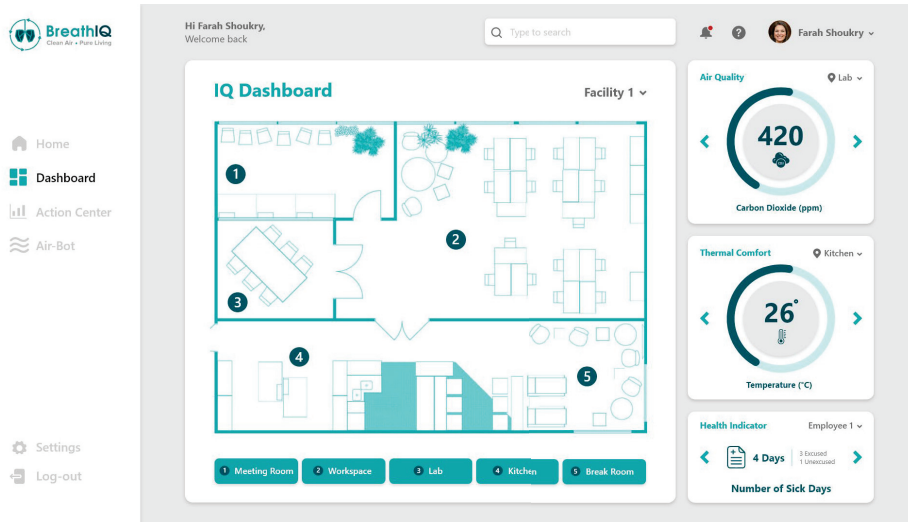 BreathIQ
Clean Air + Pure Living
Home
Dashboard
Action Center
Air-Bot
Settings
Log-out
Hi Farah Shoukry,
Welcome back
Type to search
?
Farah Shoukry
IQ Dashboard
Facility 1
1
2
3
4
5
1 Meeting Room
2 Workspace
3 Lab
4 Kitchen
5 Break Room
Air Quality
Lab
420
Carbon Dioxide (ppm)
Thermal Comfort
Kitchen
26°
Temperature (°C)
Health Indicator
Employee 1
4 Days
3 Excused
1 Unexcused
Number of Sick Days